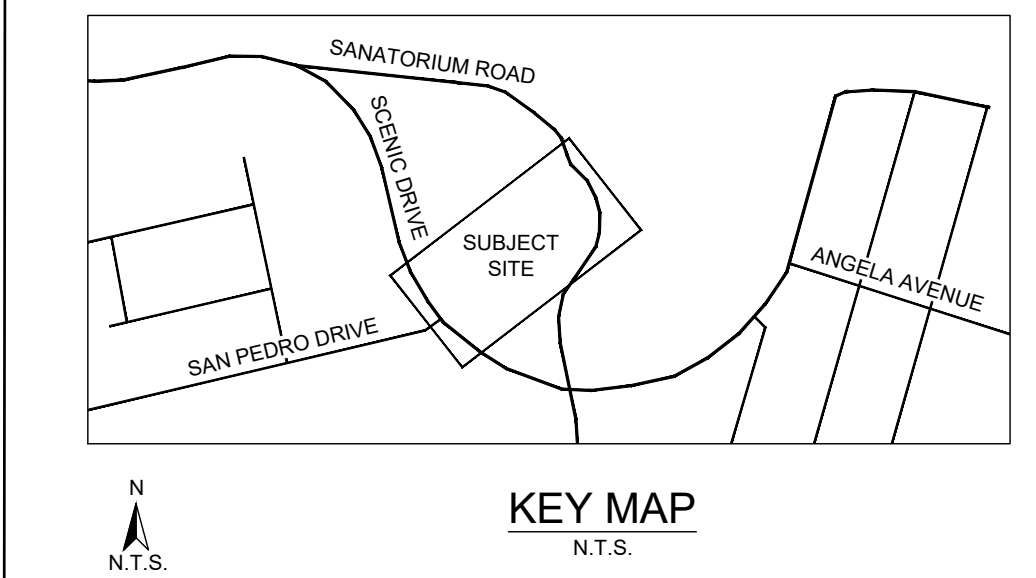 SANATORIUM ROAD
SCENIC DRIVE
SUBJECT
SITE
ANGELA AVENUE
SAN PEDRO DRIVE
N
N.T.S.
KEY MAP
N.T.S.